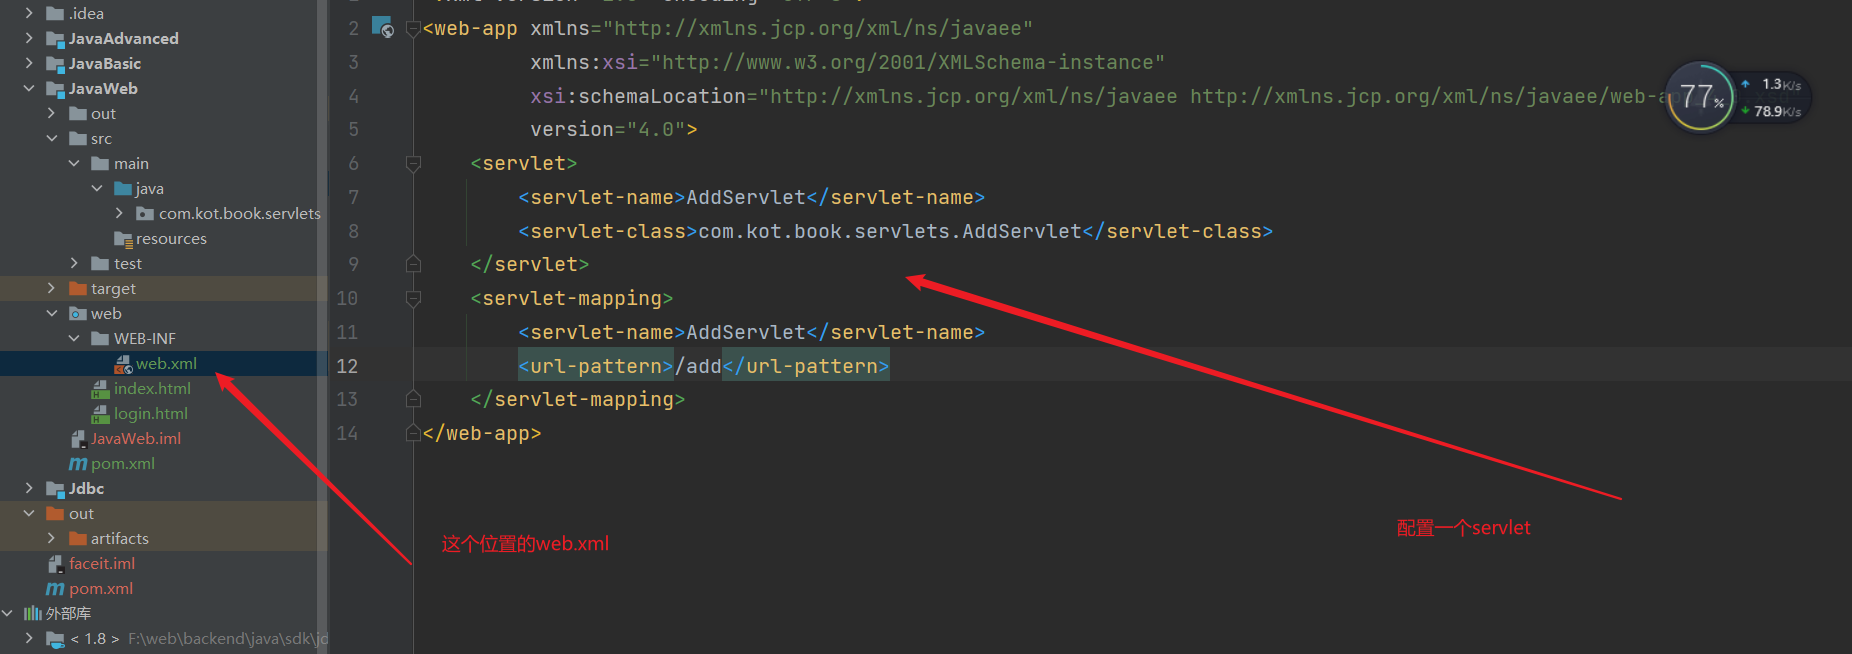 .idea
JavaAdvanced
JavaBasic
JavaWeb
out
src
main
java
com.kot.book.servlets
resources
test
target
web
WEB-INF
web.xml
index.html
login.html
JavaWeb.iml
pom.xml
Jdbc
out
artifacts
faceit.iml
pom.xml
外部库
< 1.8 > F:\web\backend\java\sdk\jd
2 <web-app xmlns="http://xmlns.jcp.org/xml/ns/javaee"
3 xmlns:xsi="http://www.w3.org/2001/XMLSchema-instance"
4 xsi:schemaLocation="http://xmlns.jcp.org/xml/ns/javaee http://xmlns.jcp.org/xml/ns/javaee/web-a
5 version="4.0">
6 <servlet>
7 <servlet-name>AddServlet</servlet-name>
8 <servlet-class>com.kot.book.servlets.AddServlet</servlet-class>
9 </servlet>
10 <servlet-mapping>
11 <servlet-name>AddServlet</servlet-name>
12 <url-pattern>/add</url-pattern>
13 </servlet-mapping>
14 </web-app>
77%
1.3K/s
78.9K/s
这个位置的web.xml
配置一个servlet